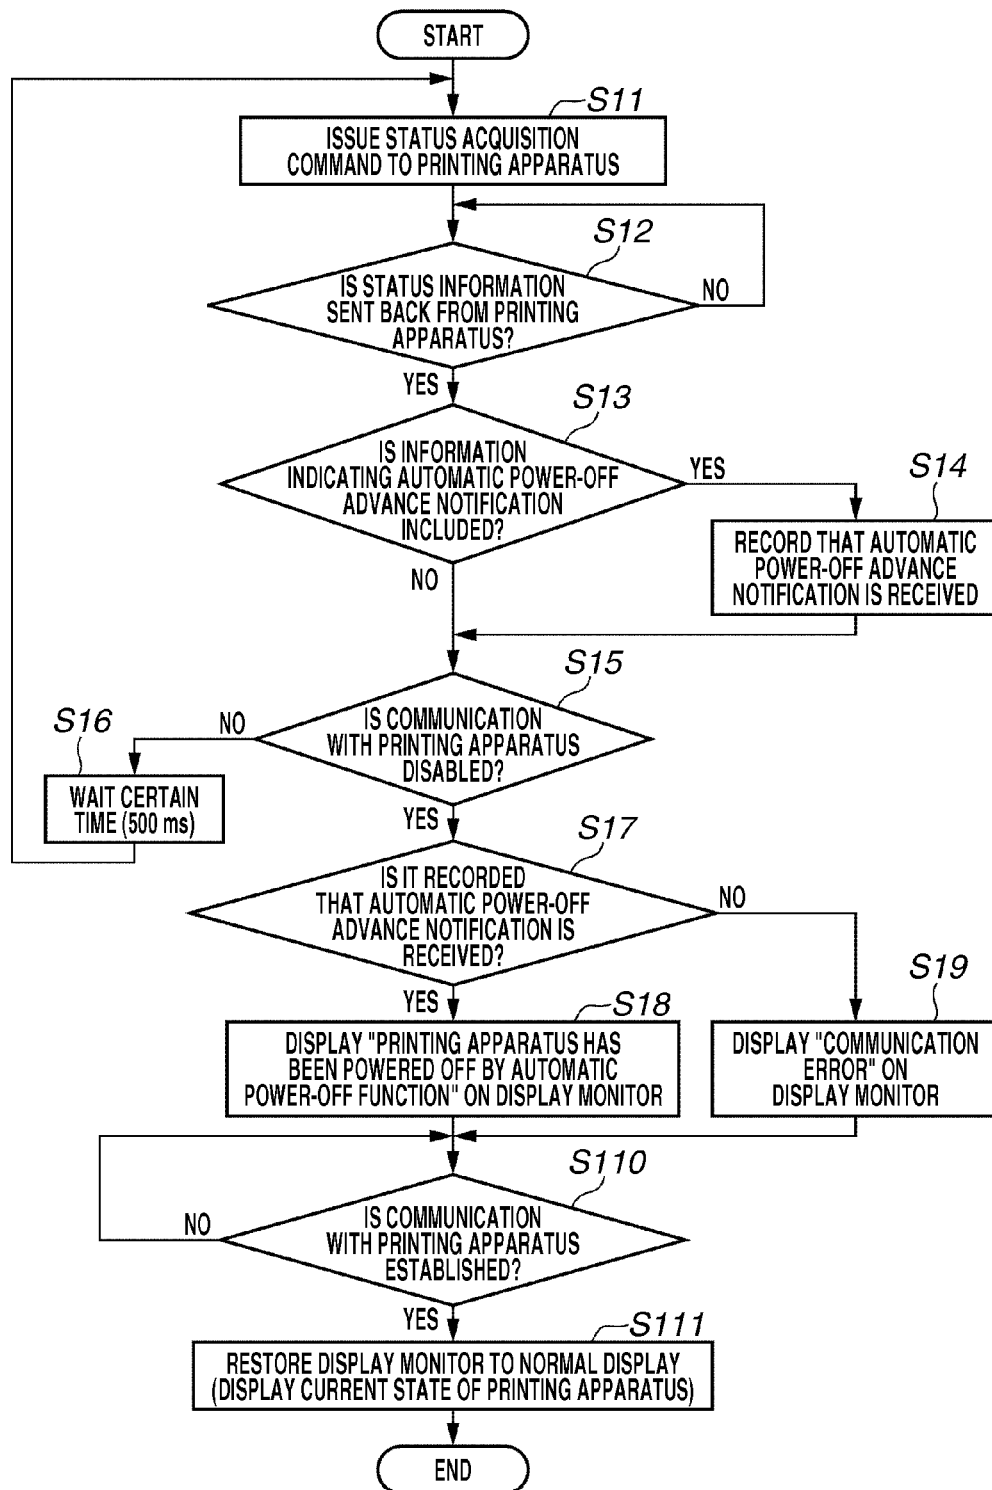 START
S11
ISSUE STATUS ACQUISITION
COMMAND TO PRINTING APPARATUS
S12
IS STATUS INFORMATION
SENT BACK FROM PRINTING
APPARATUS?
NO
YES
S13
IS INFORMATION
INDICATING AUTOMATIC POWER-OFF
ADVANCE NOTIFICATION
INCLUDED?
YES
NO
S14
RECORD THAT AUTOMATIC
POWER-OFF ADVANCE
NOTIFICATION IS RECEIVED
S15
IS COMMUNICATION
WITH PRINTING APPARATUS
DISABLED?
NO
S16
WAIT CERTAIN
TIME (500 ms)
YES
S17
IS IT RECORDED
THAT AUTOMATIC POWER-OFF
ADVANCE NOTIFICATION IS
RECEIVED?
NO
YES
S18
DISPLAY "PRINTING APPARATUS HAS
BEEN POWERED OFF BY AUTOMATIC
POWER-OFF FUNCTION" ON DISPLAY MONITOR
S19
DISPLAY "COMMUNICATION
ERROR" ON
DISPLAY MONITOR
S110
IS COMMUNICATION
WITH PRINTING APPARATUS
ESTABLISHED?
NO
YES
S111
RESTORE DISPLAY MONITOR TO NORMAL DISPLAY
(DISPLAY CURRENT STATE OF PRINTING APPARATUS)
END